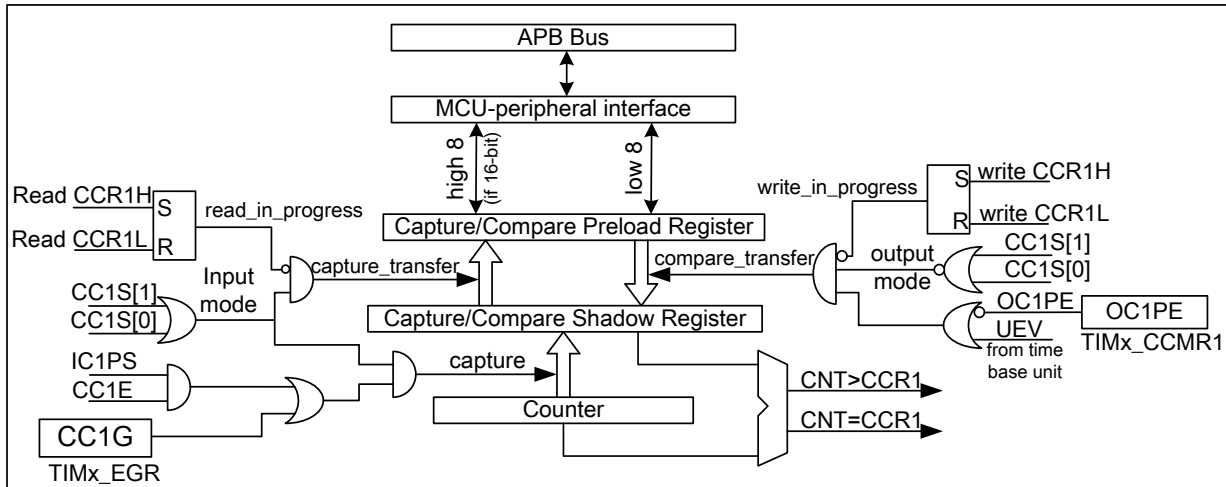 APB Bus
MCU-peripheral interface
high 8
(if 16-bit)
low 8
Read CCR1H
S
read_in_progress
Read CCR1L
R
write_in_progress
S
write CCR1H
R
write CCR1L
Capture/Compare Preload Register
CC1S[1]
CC1S[0]
output
mode
Input
mode
capture_transfer
compare_transfer
CC1S[1]
CC1S[0]
Capture/Compare Shadow Register
OC1PE
OC1PE
UEV
from time
base unit
TIMx_CCMR1
IC1PS
CC1E
capture
CNT>CCR1
Counter
CNT=CCR1
CC1G
TIMx_EGR